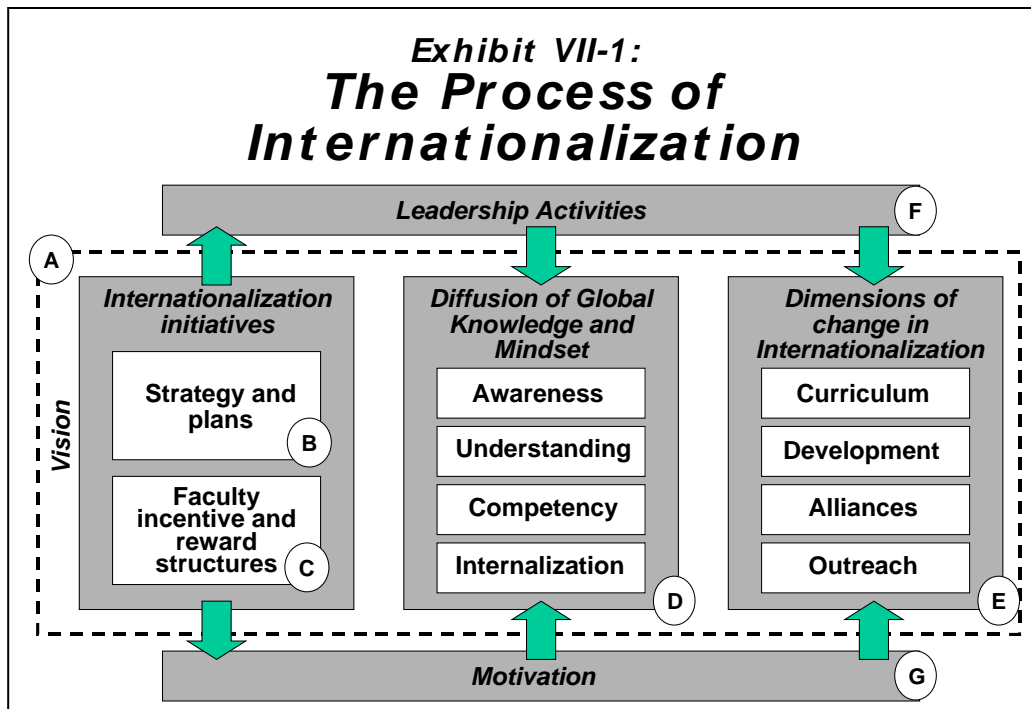 Exhibit VII-1:
The Process of
Internationalization
Leadership Activities
F
A
Vision
Internationalization
initiatives
Strategy and
plans
B
Faculty
incentive and
reward
structures
C
Diffusion of Global
Knowledge and
Mindset
Awareness
Understanding
Competency
Internalization
D
Dimensions of
change in
Internationalization
Curriculum
Development
Alliances
Outreach
E
Motivation
G